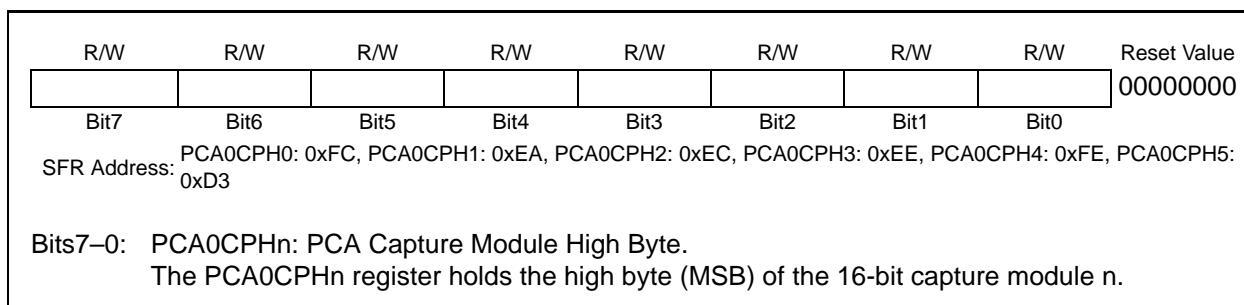 R/W R/W R/W R/W R/W R/W R/W R/W Reset Value
00000000
Bit7 Bit6 Bit5 Bit4 Bit3 Bit2 Bit1 Bit0
SFR Address: PCA0CPH0: 0xFC, PCA0CPH1: 0xEA, PCA0CPH2: 0xEC, PCA0CPH3: 0xEE, PCA0CPH4: 0xFE, PCA0CPH5:
0xD3
Bits7–0: PCA0CPHn: PCA Capture Module High Byte.
The PCA0CPHn register holds the high byte (MSB) of the 16-bit capture module n.